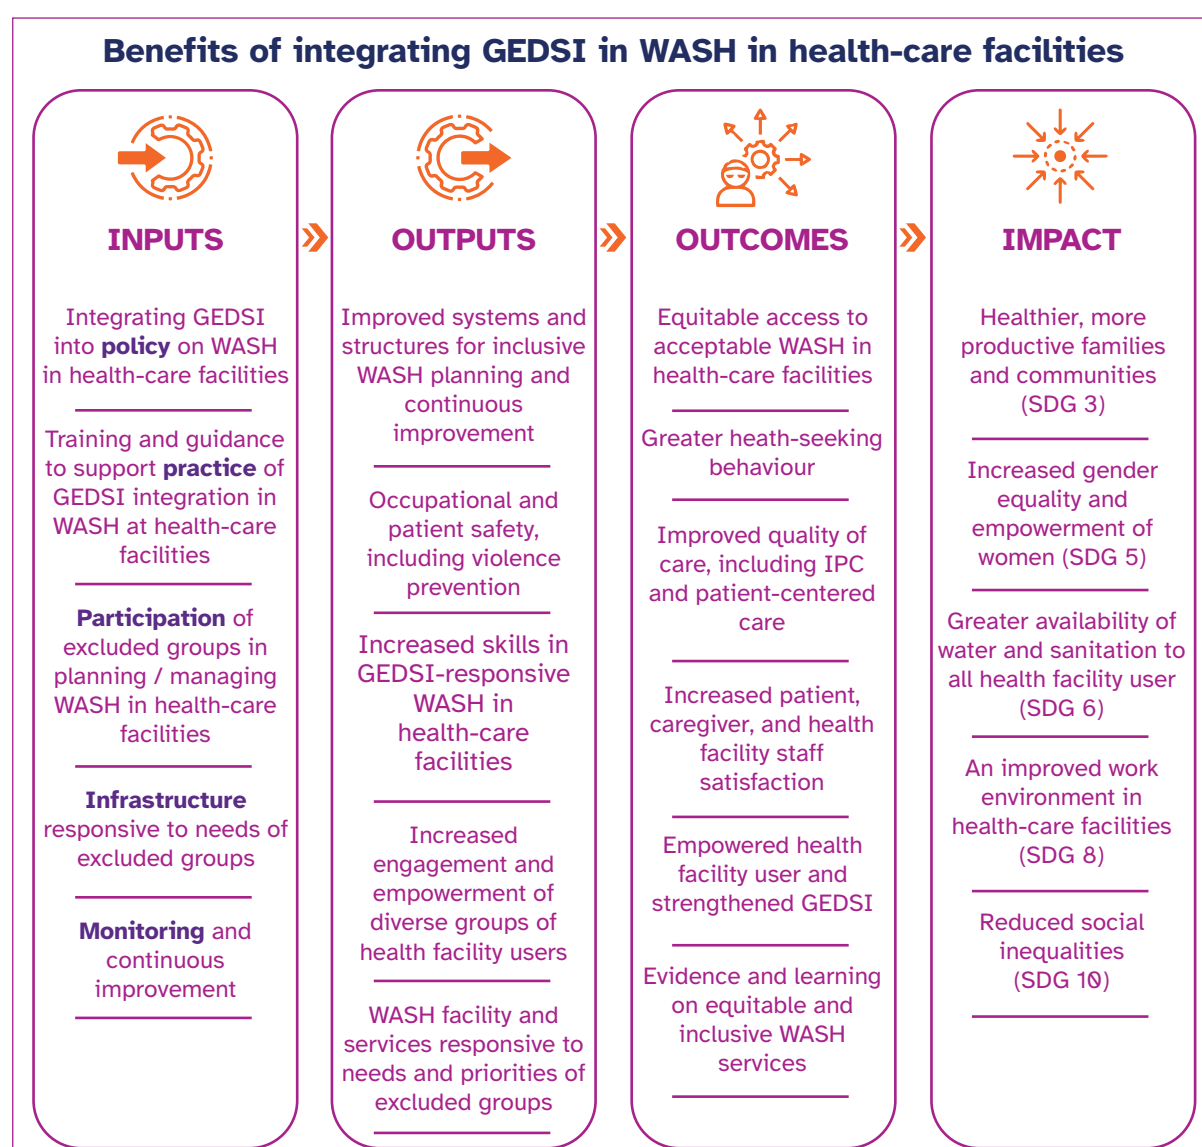 Benefits of integrating GEDSI in WASH in health-care facilities
INPUTS
Integrating GEDSI
into policy on WASH
in health-care facilities
Training and guidance
to support practice of
GEDSI integration in
WASH at health-care
facilities
Participation of
excluded groups in
planning / managing
WASH in health-care
facilities
Infrastructure
responsive to needs of
excluded groups
Monitoring and
continuous
improvement
OUTPUTS
Improved systems and
structures for inclusive
WASH planning and
continuous
improvement
Occupational and
patient safety,
including violence
prevention
Increased skills in
GEDSI-responsive
WASH in
health-care
facilities
Increased
engagement and
empowerment of
diverse groups of
health facility users
WASH facility and
services responsive to
needs and priorities of
excluded groups
OUTCOMES
Equitable access to
acceptable WASH in
health-care facilities
Greater heath-seeking
behaviour
Improved quality of
care, including IPC
and patient-centered
care
Increased patient,
caregiver, and health
facility staff
satisfaction
Empowered health
facility user and
strengthened GEDSI
Evidence and learning
on equitable and
inclusive WASH
services
IMPACT
Healthier, more
productive families
and communities
(SDG 3)
Increased gender
equality and
empowerment of
women (SDG 5)
Greater availability of
water and sanitation to
all health facility user
(SDG 6)
An improved work
environment in
health-care facilities
(SDG 8)
Reduced social
inequalities
(SDG 10)